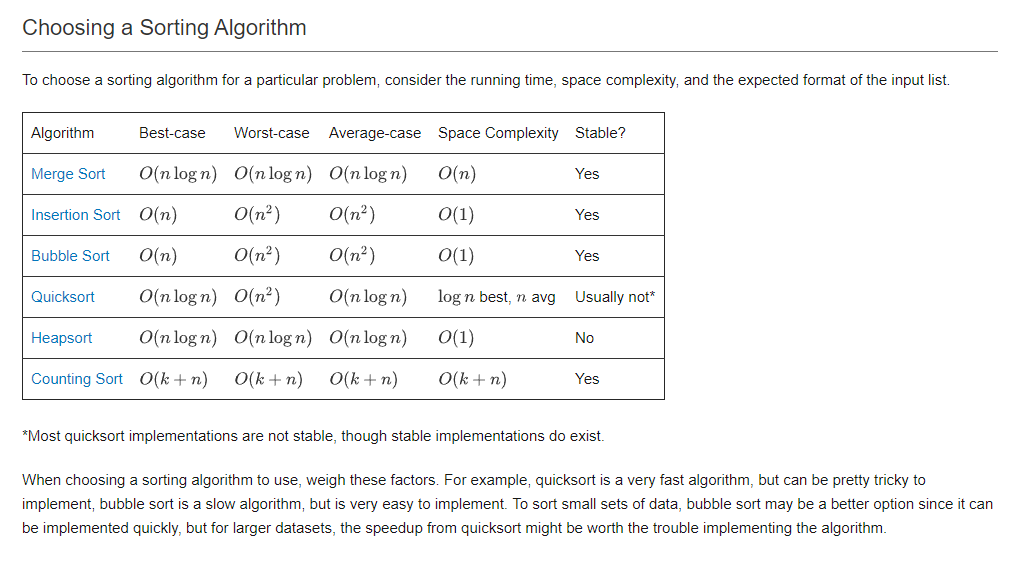 Choosing a Sorting Algorithm
To choose a sorting algorithm for a particular problem, consider the running time, space complexity, and the expected format of the input list.
Algorithm Best-case Worst-case Average-case Space Complexity Stable?
Merge Sort O(n log n) O(n log n) O(n log n) O(n) Yes
Insertion Sort O(n) O(n²) O(n²) O(1) Yes
Bubble Sort O(n) O(n²) O(n²) O(1) Yes
Quicksort O(n log n) O(n²) O(n log n) log n best, n avg Usually not*
Heapsort O(n log n) O(n log n) O(n log n) O(1) No
Counting Sort O(k + n) O(k + n) O(k + n) O(k + n) Yes
*Most quicksort implementations are not stable, though stable implementations do exist.
When choosing a sorting algorithm to use, weigh these factors. For example, quicksort is a very fast algorithm, but can be pretty tricky to
implement, bubble sort is a slow algorithm, but is very easy to implement. To sort small sets of data, bubble sort may be a better option since it can
be implemented quickly, but for larger datasets, the speedup from quicksort might be worth the trouble implementing the algorithm.